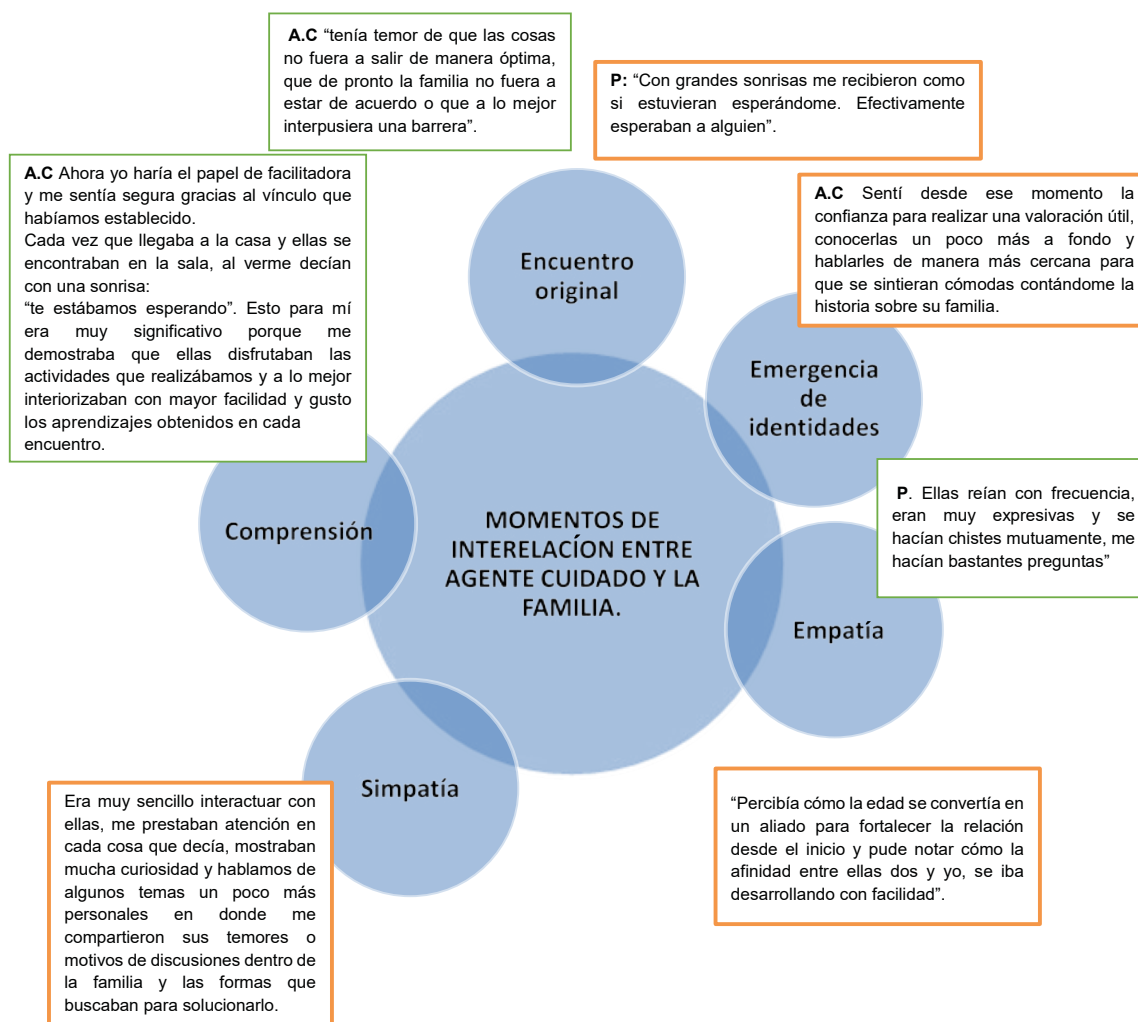 A.C “tenía temor de que las cosas
no fuera a salir de manera óptima,
que de pronto la familia no fuera a
estar de acuerdo o que a lo mejor
interpusiera una barrera”.
P: “Con grandes sonrisas me recibieron como
si estuvieran esperándome. Efectivamente
esperaban a alguien”.
A.C Ahora yo haría el papel de facilitadora
y me sentía segura gracias al vínculo que
habíamos establecido.
Cada vez que llegaba a la casa y ellas se
encontraban en la sala, al verme decían
con una sonrisa:
“te estábamos esperando”. Esto para mí
era muy significativo porque me
demostraba que ellas disfrutaban las
actividades que realizábamos y a lo mejor
interiorizaban con mayor facilidad y gusto
los aprendizajes obtenidos en cada
encuentro.
A.C Sentí desde ese momento la
confianza para realizar una valoración útil,
conocerlas un poco más a fondo y
hablarles de manera más cercana para
que se sintieran cómodas contándome la
historia sobre su familia.
Encuentro
original
Emergencia
de
identidades
P. Ellas reían con frecuencia,
eran muy expresivas y se
hacían chistes mutuamente, me
hacían bastantes preguntas”
Comprensión
MOMENTOS DE
INTERELACÍON ENTRE
AGENTE CUIDADO Y LA
FAMILIA.
Empatía
Simpatía
“Percibía cómo la edad se convertía en
un aliado para fortalecer la relación
desde el inicio y pude notar cómo la
afinidad entre ellas dos y yo, se iba
desarrollando con facilidad”.
Era muy sencillo interactuar con
ellas, me prestaban atención en
cada cosa que decía, mostraban
mucha curiosidad y hablamos de
algunos temas un poco más
personales en donde me
compartieron sus temores o
motivos de discusiones dentro de
la familia y las formas que
buscaban para solucionarlo.